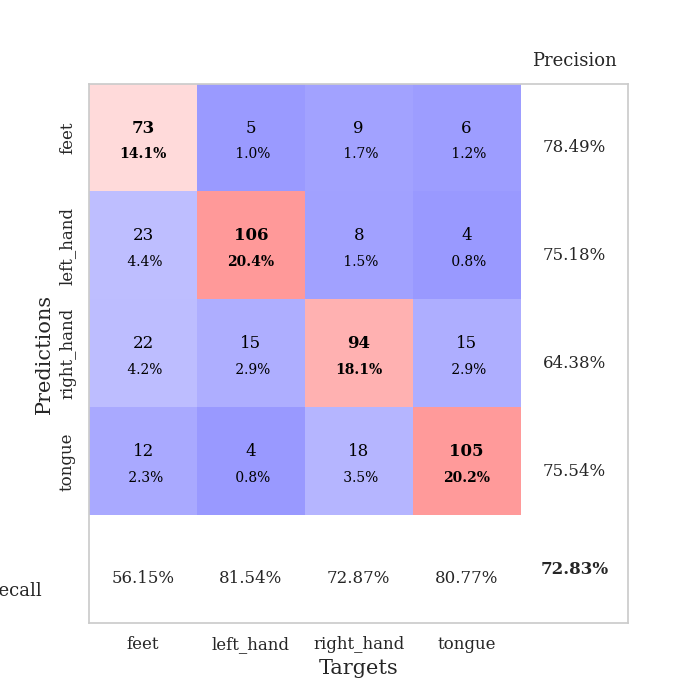 Precision
feet
73 5 9 6
14.1% 1.0% 1.7% 1.2%
78.49%
left_hand
23 106 8 4
4.4% 20.4% 1.5% 0.8%
75.18%
right_hand
22 15 94 15
4.2% 2.9% 18.1% 2.9%
64.38%
tongue
12 4 18 105
2.3% 0.8% 3.5% 20.2%
75.54%
Predictions
ecall
56.15% 81.54% 72.87% 80.77% 72.83%
feet left_hand right_hand tongue
Targets